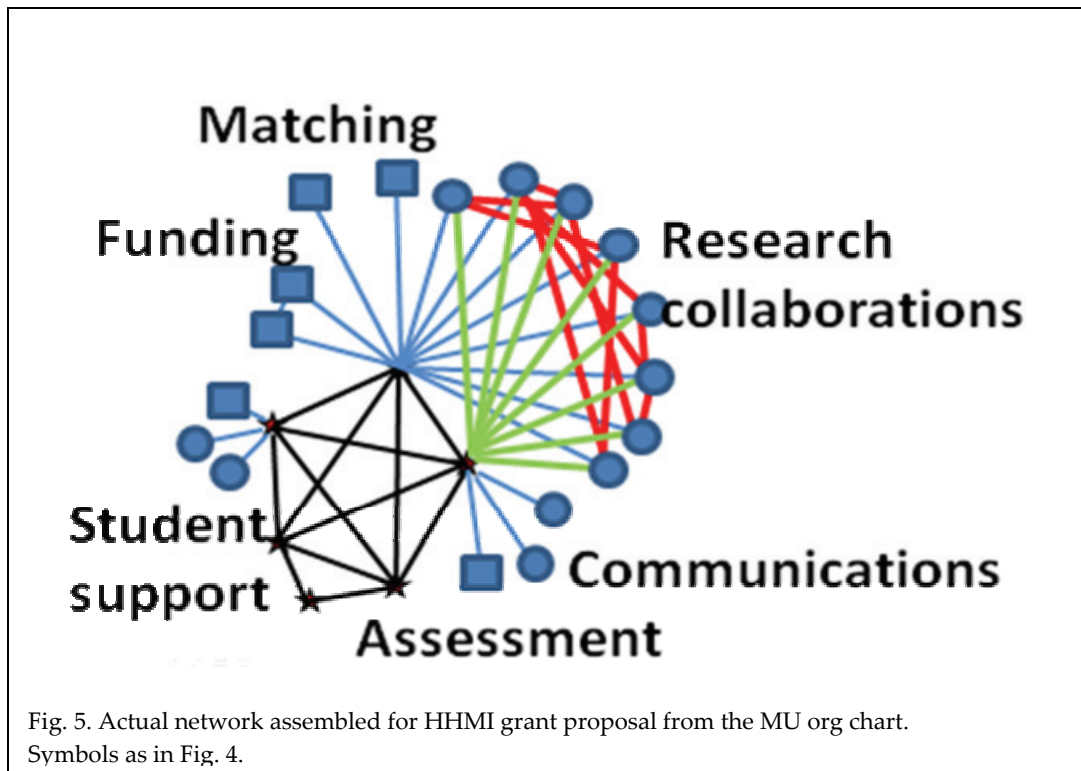 Matching
Funding
Research
collaborations
Student
support
Communications
Assessment
Fig. 5. Actual network assembled for HHMI grant proposal from the MU org chart.
Symbols as in Fig. 4.